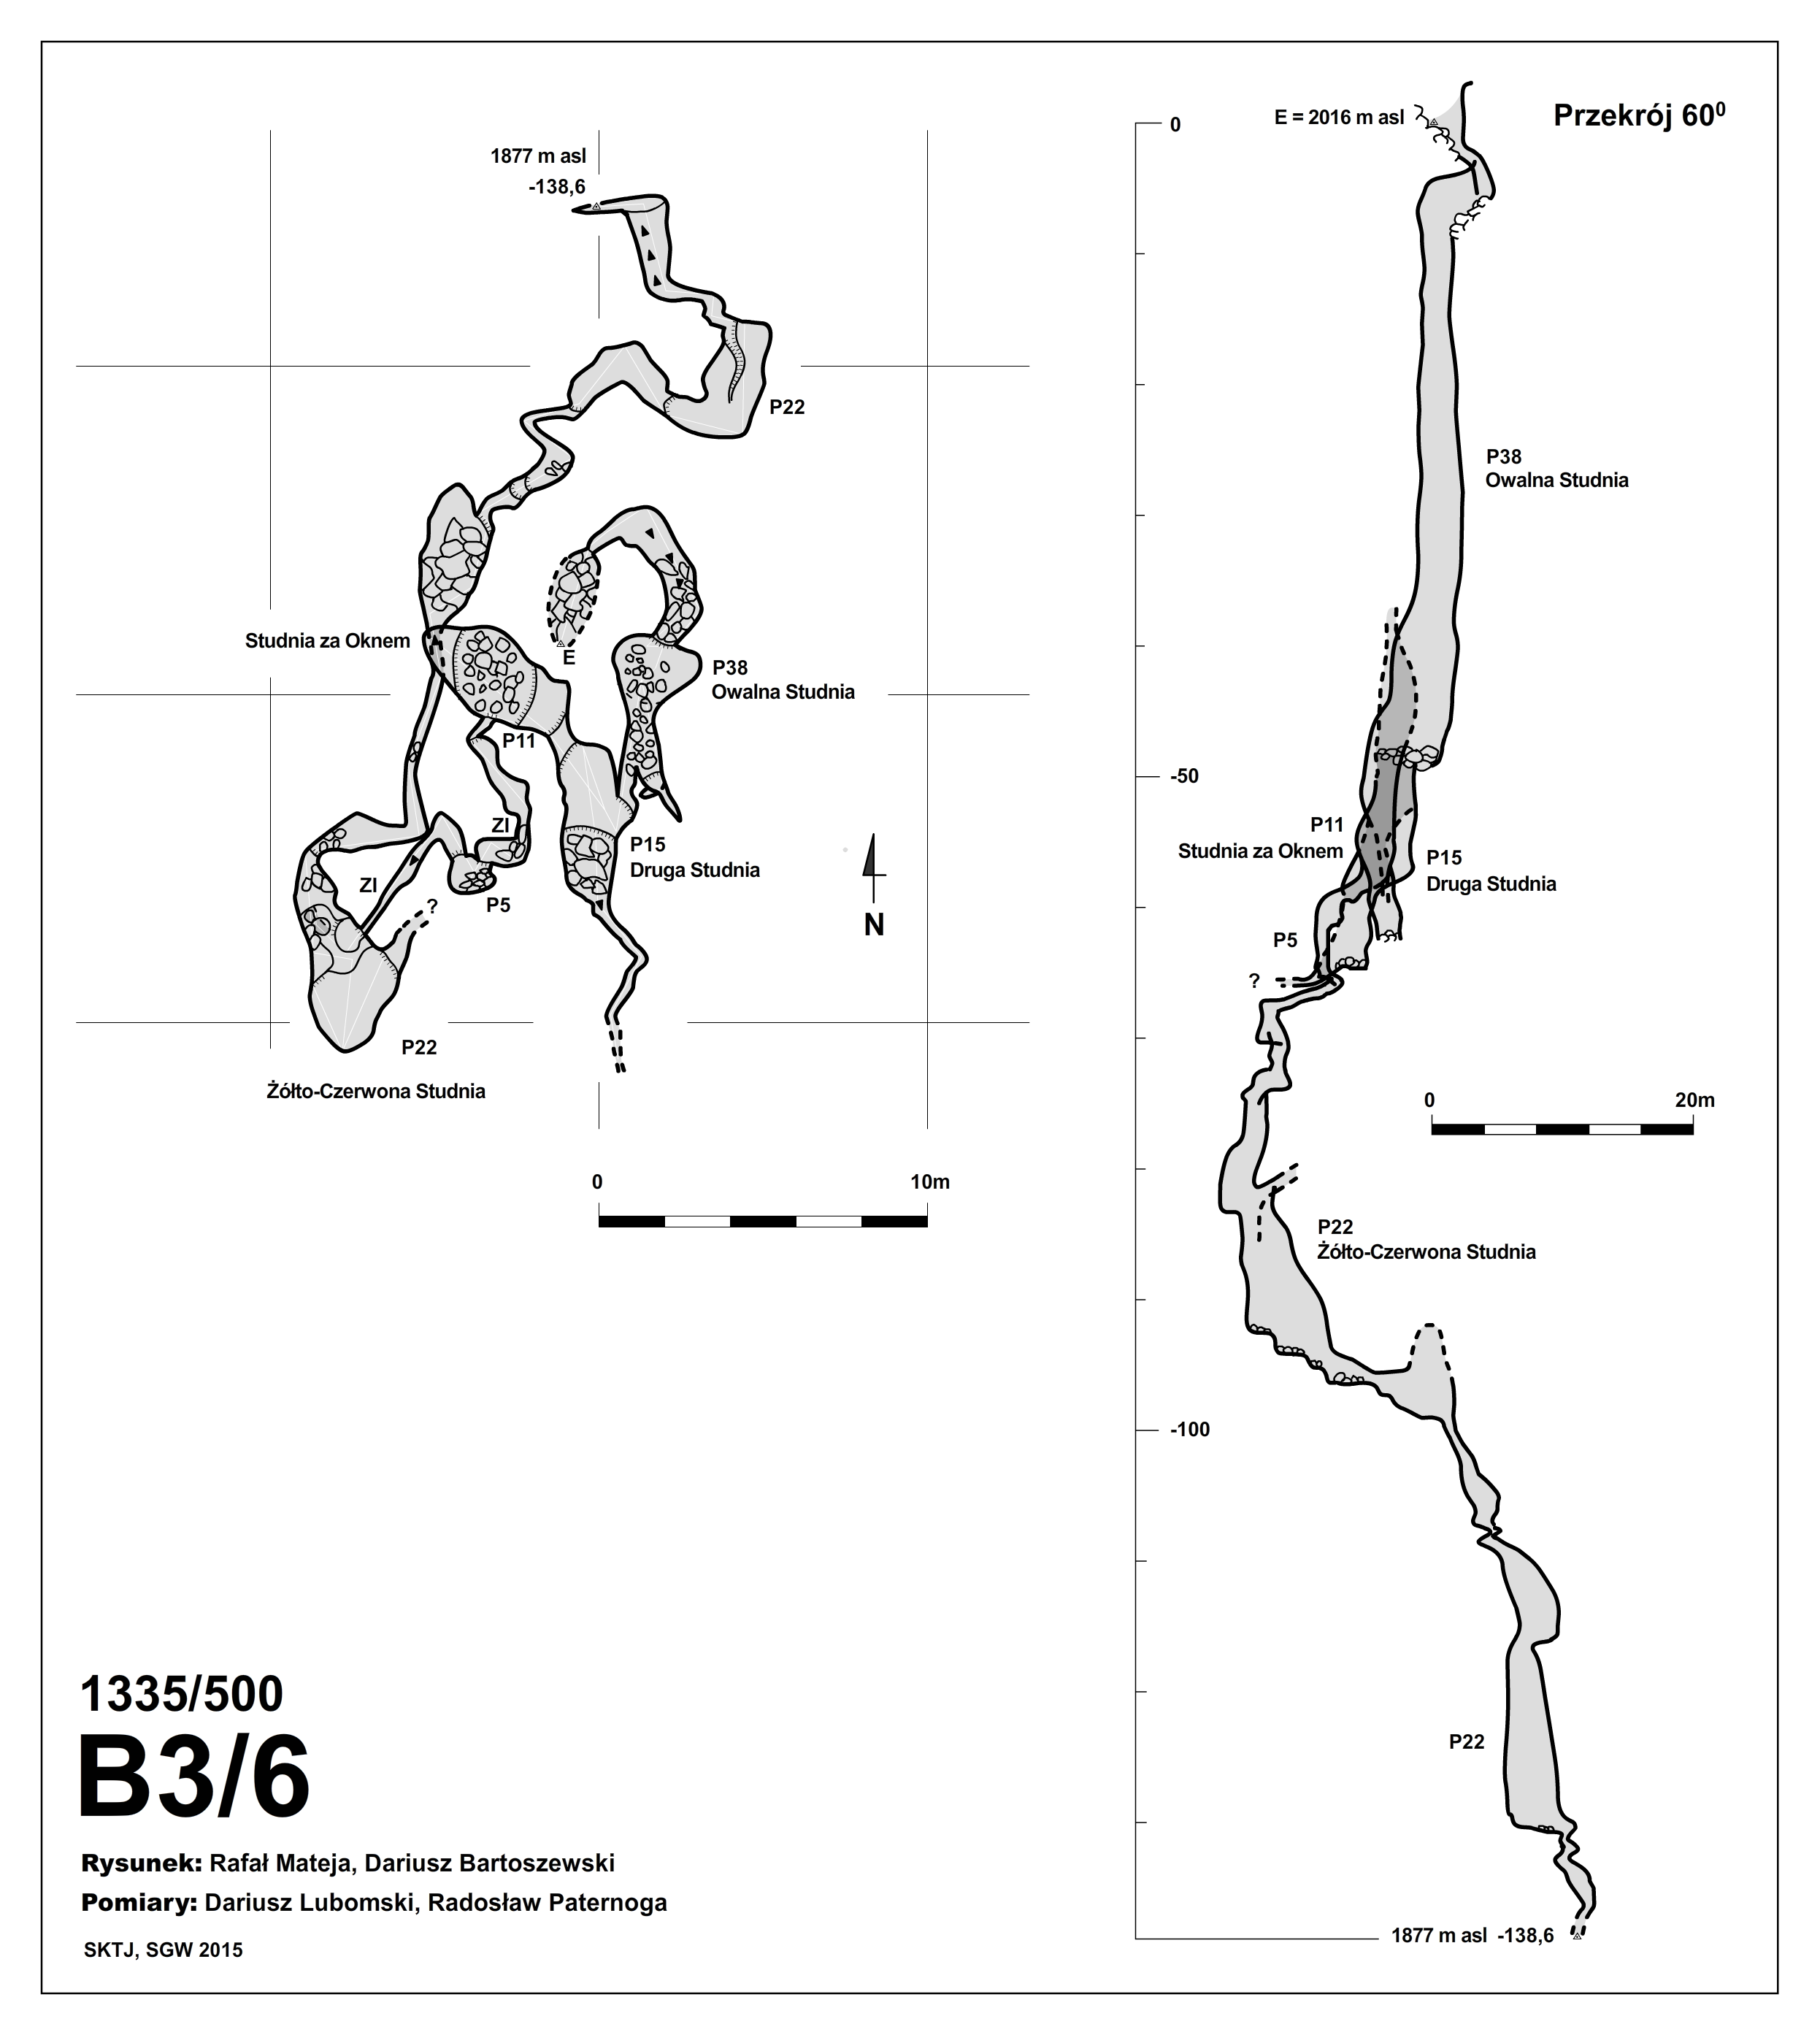 1877 m asl
-138,6
P22
Studnia za Oknem
E
P38
Owalna Studnia
P11
ZI
P15
Druga Studnia
ZI
P5
?
N
P22
Żółto-Czerwona Studnia
0 10m
1335/500
B3/6
Rysunek: Rafał Mateja, Dariusz Bartoszewski
Pomiary: Dariusz Lubomski, Radosław Paternoga
SKTJ, SGW 2015
Przekrój 60⁰
E = 2016 m asl
0
P38
Owalna Studnia
-50
P11
Studnia za Oknem
P15
Druga Studnia
P5
?
0 20m
P22
Żółto-Czerwona Studnia
-100
P22
1877 m asl -138,6